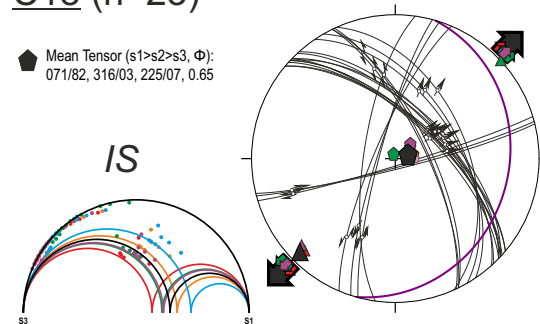 Mean Tensor (s1>s2>s3, Φ):
071/82, 316/03, 225/07, 0.65
IS
S3
S1